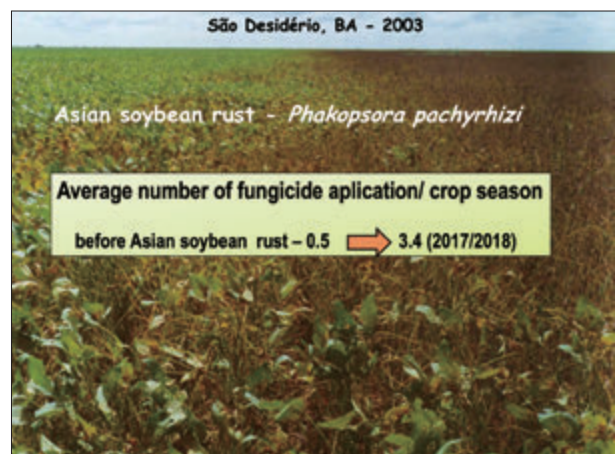 São Desidério, BA - 2003
Asian soybean rust - Phakopsora pachyrhizi
Average number of fungicide aplication/ crop season
before Asian soybean rust – 0.5 3.4 (2017/2018)